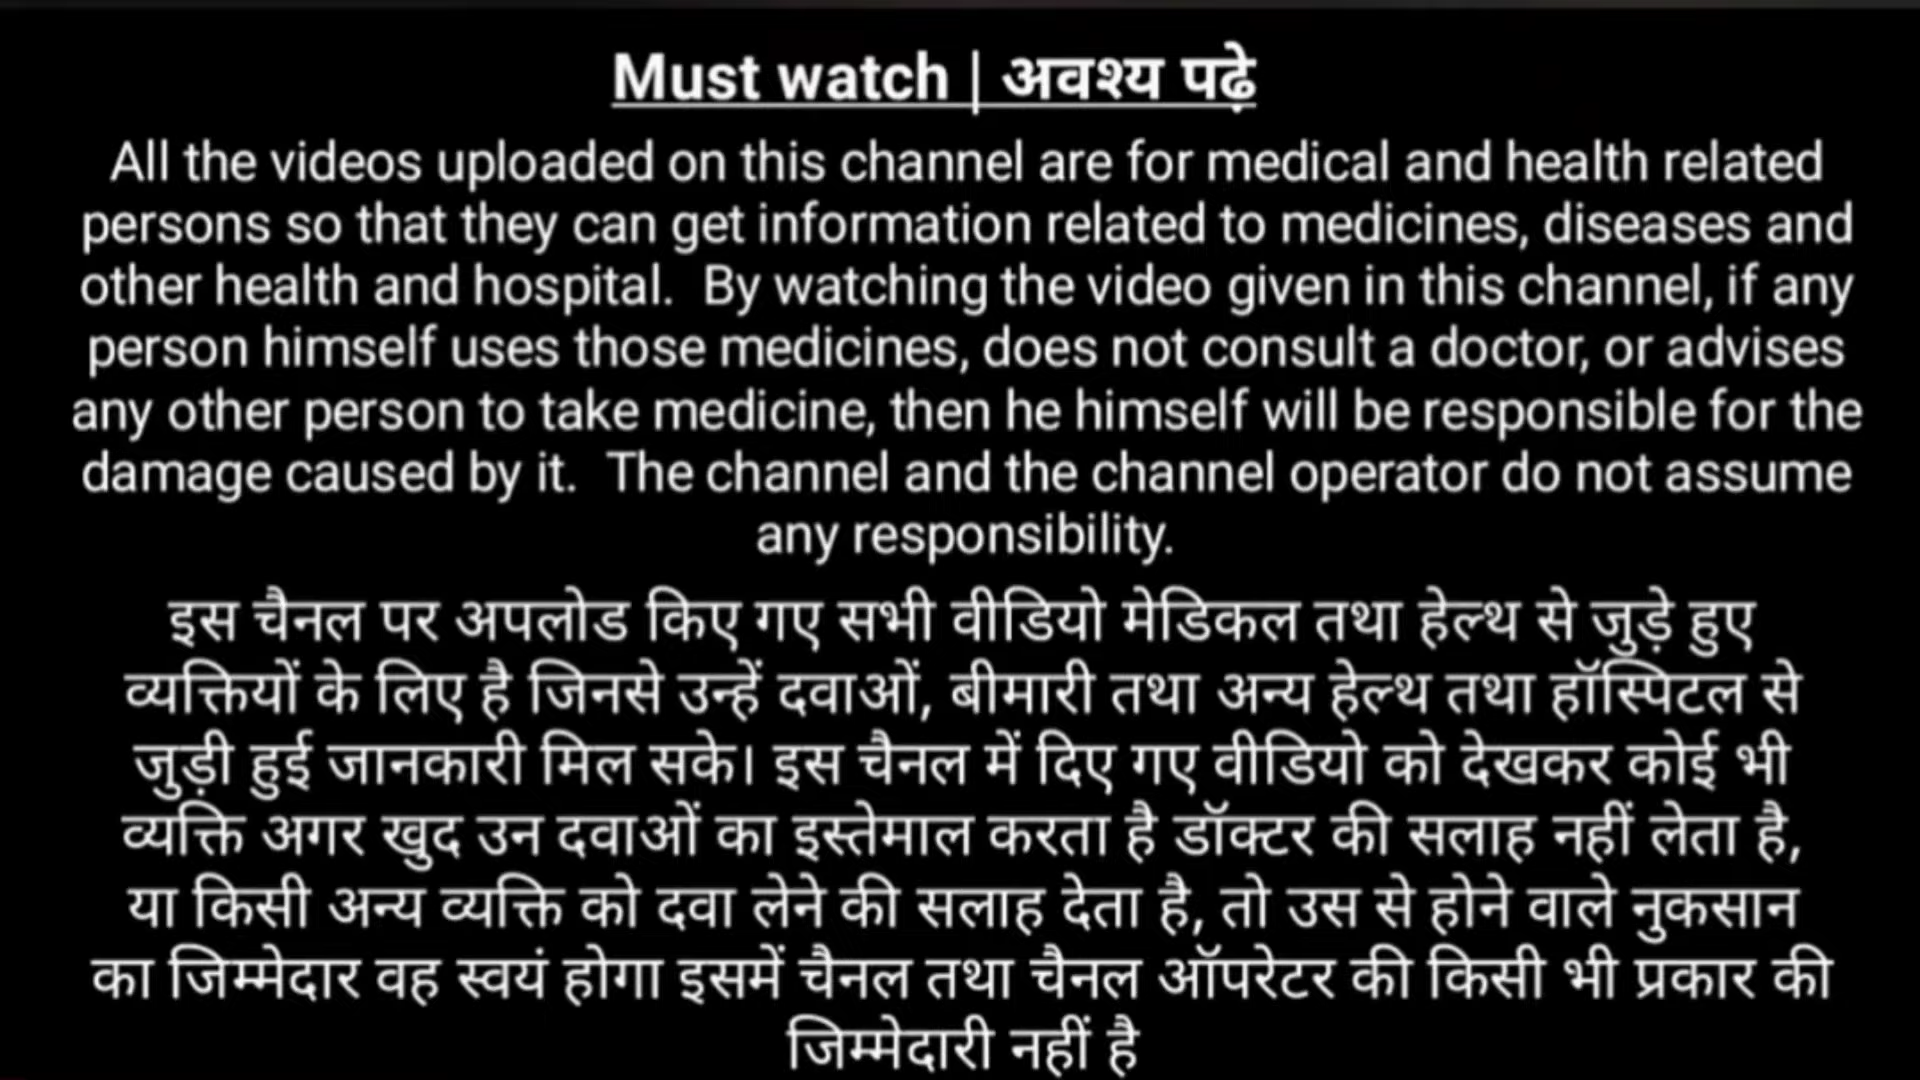 Must watch | अवश्य पढ़े
All the videos uploaded on this channel are for medical and health related
persons so that they can get information related to medicines, diseases and
other health and hospital.  By watching the video given in this channel, if any
person himself uses those medicines, does not consult a doctor, or advises
any other person to take medicine, then he himself will be responsible for the
damage caused by it.  The channel and the channel operator do not assume
any responsibility.
इस चैनल पर अपलोड किए गए सभी वीडियो मेडिकल तथा हेल्थ से जुड़े हुए
व्यक्तियों के लिए है जिनसे उन्हें दवाओं, बीमारी तथा अन्य हेल्थ तथा हॉस्पिटल से
जुड़ी हुई जानकारी मिल सके। इस चैनल में दिए गए वीडियो को देखकर कोई भी
व्यक्ति अगर खुद उन दवाओं का इस्तेमाल करता है डॉक्टर की सलाह नहीं लेता है,
या किसी अन्य व्यक्ति को दवा लेने की सलाह देता है, तो उस से होने वाले नुकसान
का जिम्मेदार वह स्वयं होगा इसमें चैनल तथा चैनल ऑपरेटर की किसी भी प्रकार की
जिम्मेदारी नहीं है